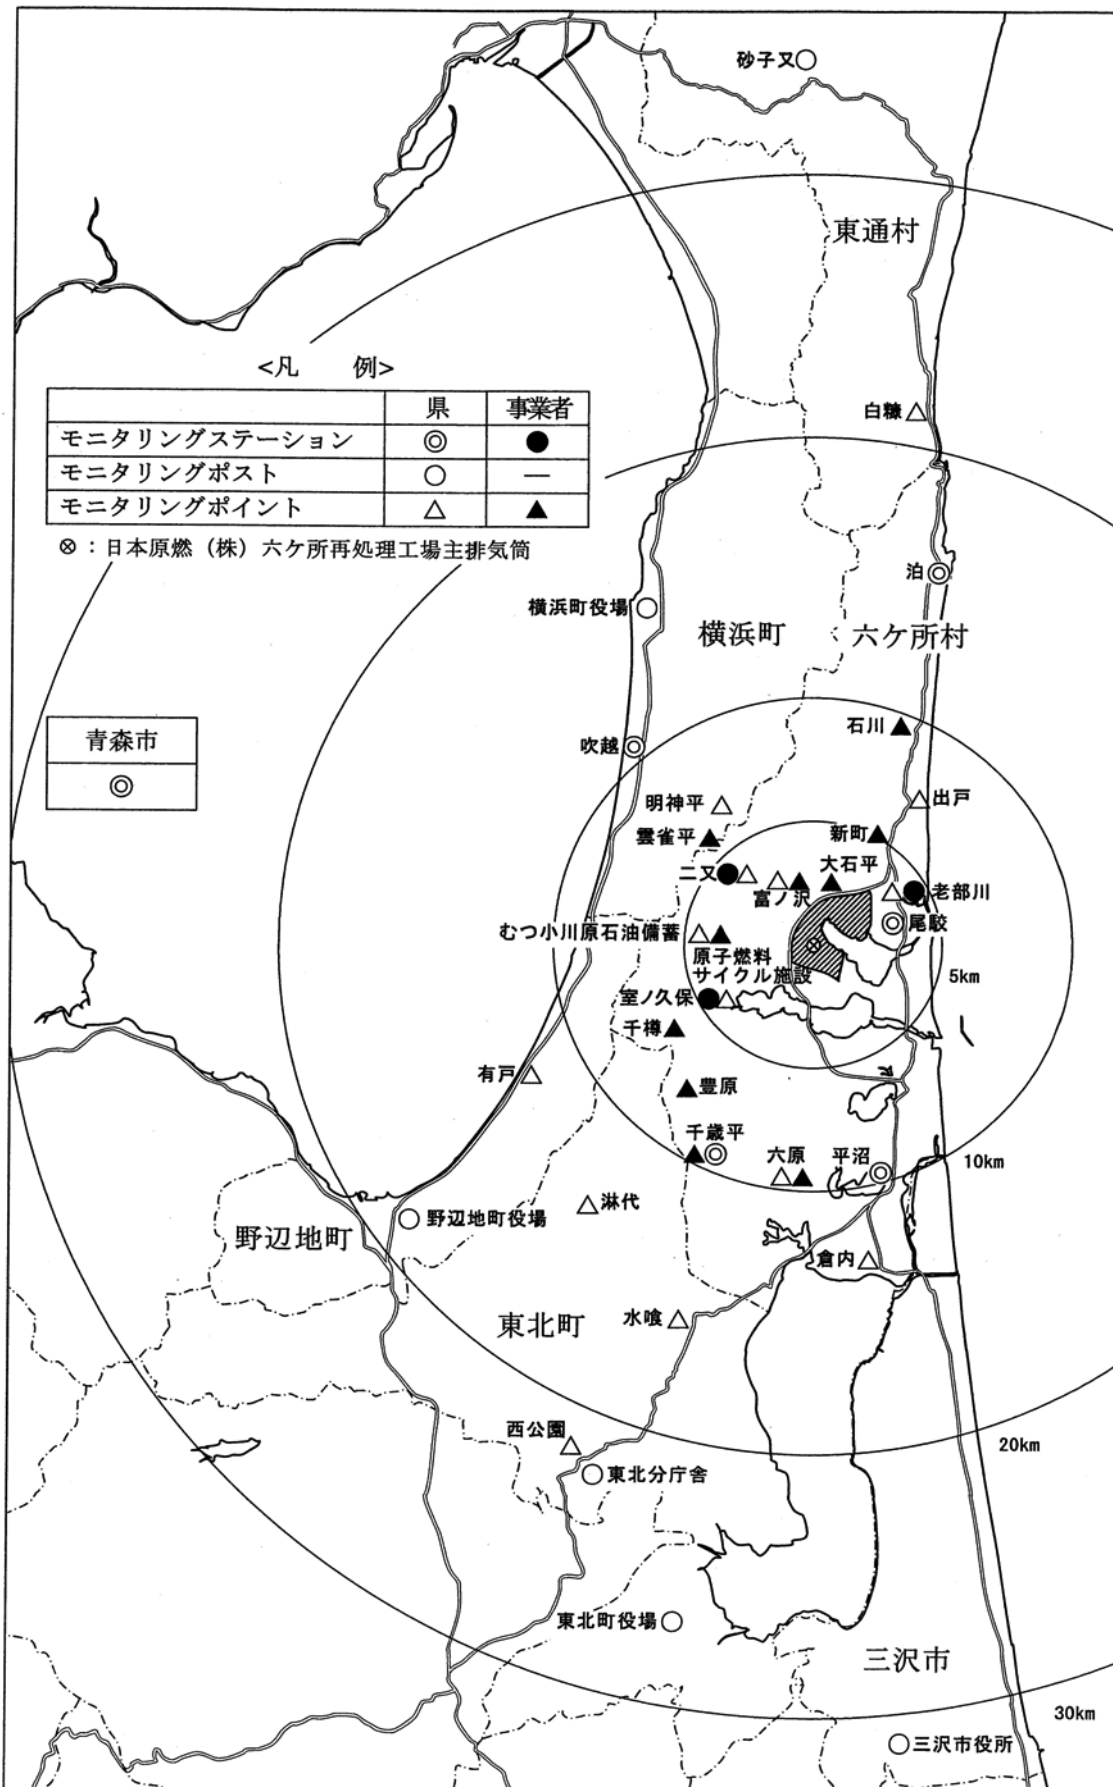 砂子又○
東通村
<凡　例>
県 事業者
モニタリングステーション ◎ ●
モニタリングポスト ○ —
モニタリングポイント △ ▲
⊗：日本原燃（株）六ケ所再処理工場主排気筒
白糠△
泊◎
横浜町役場○
横浜町
六ケ所村
石川▲
青森市
◎
吹越◎
明神平△
△出戸
雲雀平▲
新町▲
二又●△
大石平
△▲ ▲
富ノ沢
△●老部川
◎尾駮
むつ小川原石油備蓄△▲
原子燃料
サイクル施設
⊗
5km
室ノ久保●△
千樽▲
有戸△
▲豊原
千歳平
▲◎
六原
△▲
平沼
◎
10km
△淋代
○野辺地町役場
野辺地町
倉内△
東北町
水喰△
西公園
△
20km
○東北分庁舎
東北町役場○
三沢市
30km
○三沢市役所